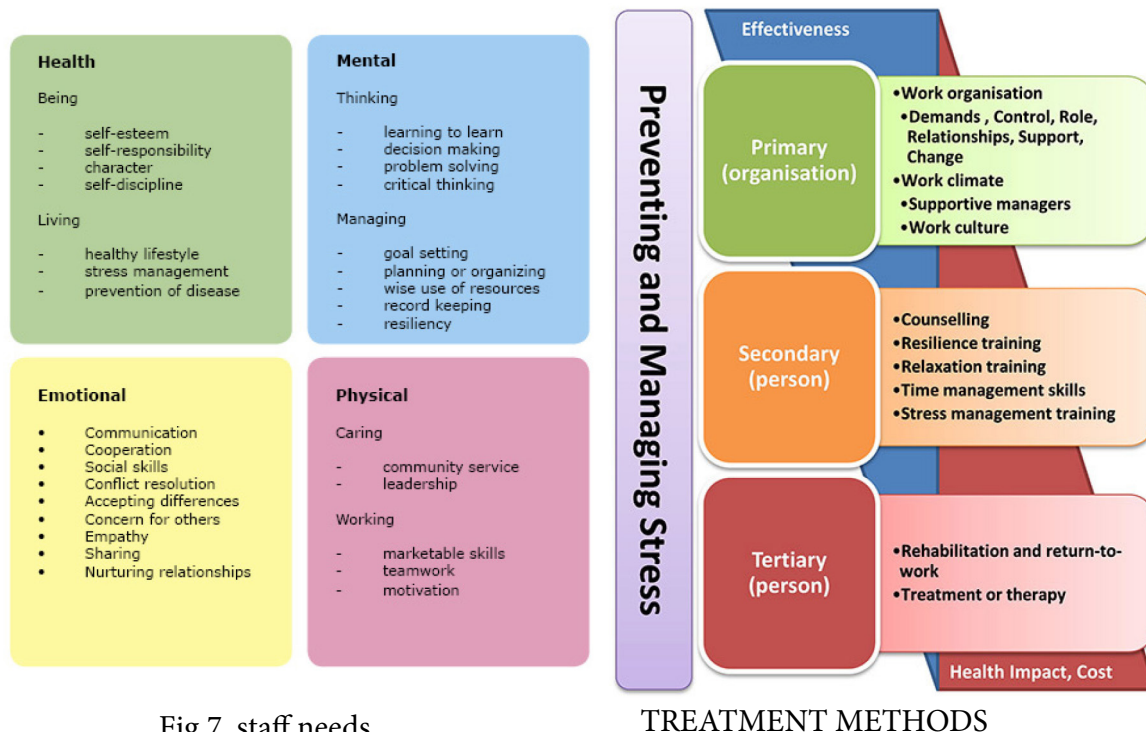 Health
Being
- self-esteem
- self-responsibility
- character
- self-discipline
Living
- healthy lifestyle
- stress management
- prevention of disease
Mental
Thinking
- learning to learn
- decision making
- problem solving
- critical thinking
Managing
- goal setting
- planning or organizing
- wise use of resources
- record keeping
- resiliency
Emotional
• Communication
• Cooperation
• Social skills
• Conflict resolution
• Accepting differences
• Concern for others
• Empathy
• Sharing
• Nurturing relationships
Physical
Caring
- community service
- leadership
Working
- marketable skills
- teamwork
- motivation
Fig 7. staff needs
Preventing and Managing Stress
Effectiveness
Primary
(organisation)
•Work organisation
•Demands , Control, Role,
Relationships, Support,
Change
•Work climate
•Supportive managers
•Work culture
Secondary
(person)
•Counselling
•Resilience training
•Relaxation training
•Time management skills
•Stress management training
Tertiary
(person)
•Rehabilitation and return-to-
work
•Treatment or therapy
Health Impact, Cost
TREATMENT METHODS